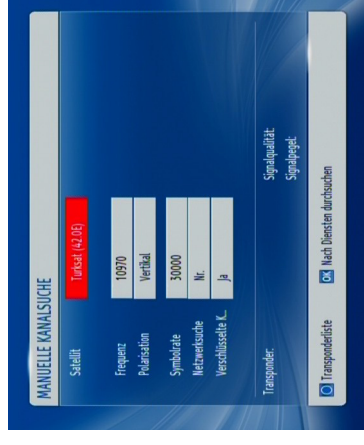 MANUELLE KANALSUCHE
Satellit Turksat (42.0E)
Frequenz 10970
Polarisation Vertikal
Symbolrate 30000
Netzwerksuche Nr.
Verschlüsselte K... Ja
Transponder:
Signalqualität:
Signalpegel:
Transponderliste OK Nach Diensten durchsuchen